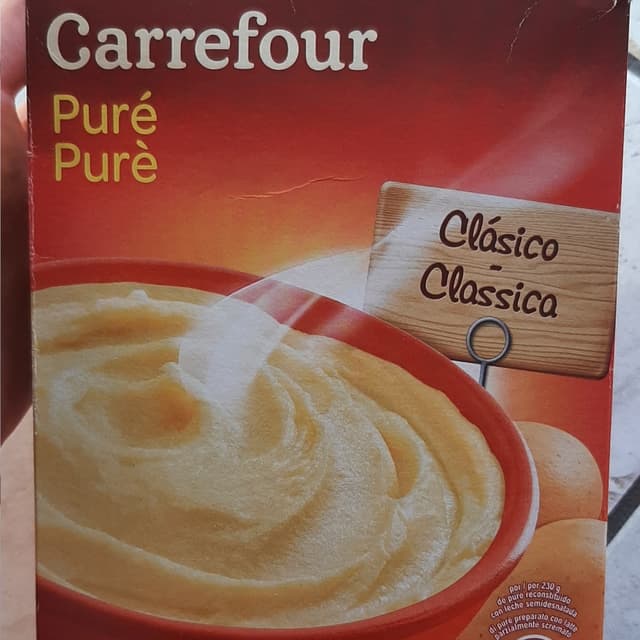 Carrefour
Puré
Purè
Clásico
-
Classica
por / per 230 g
de puré reconstituido
con leche semidesnatada
di purè preparato con latte
parzialmente scremato